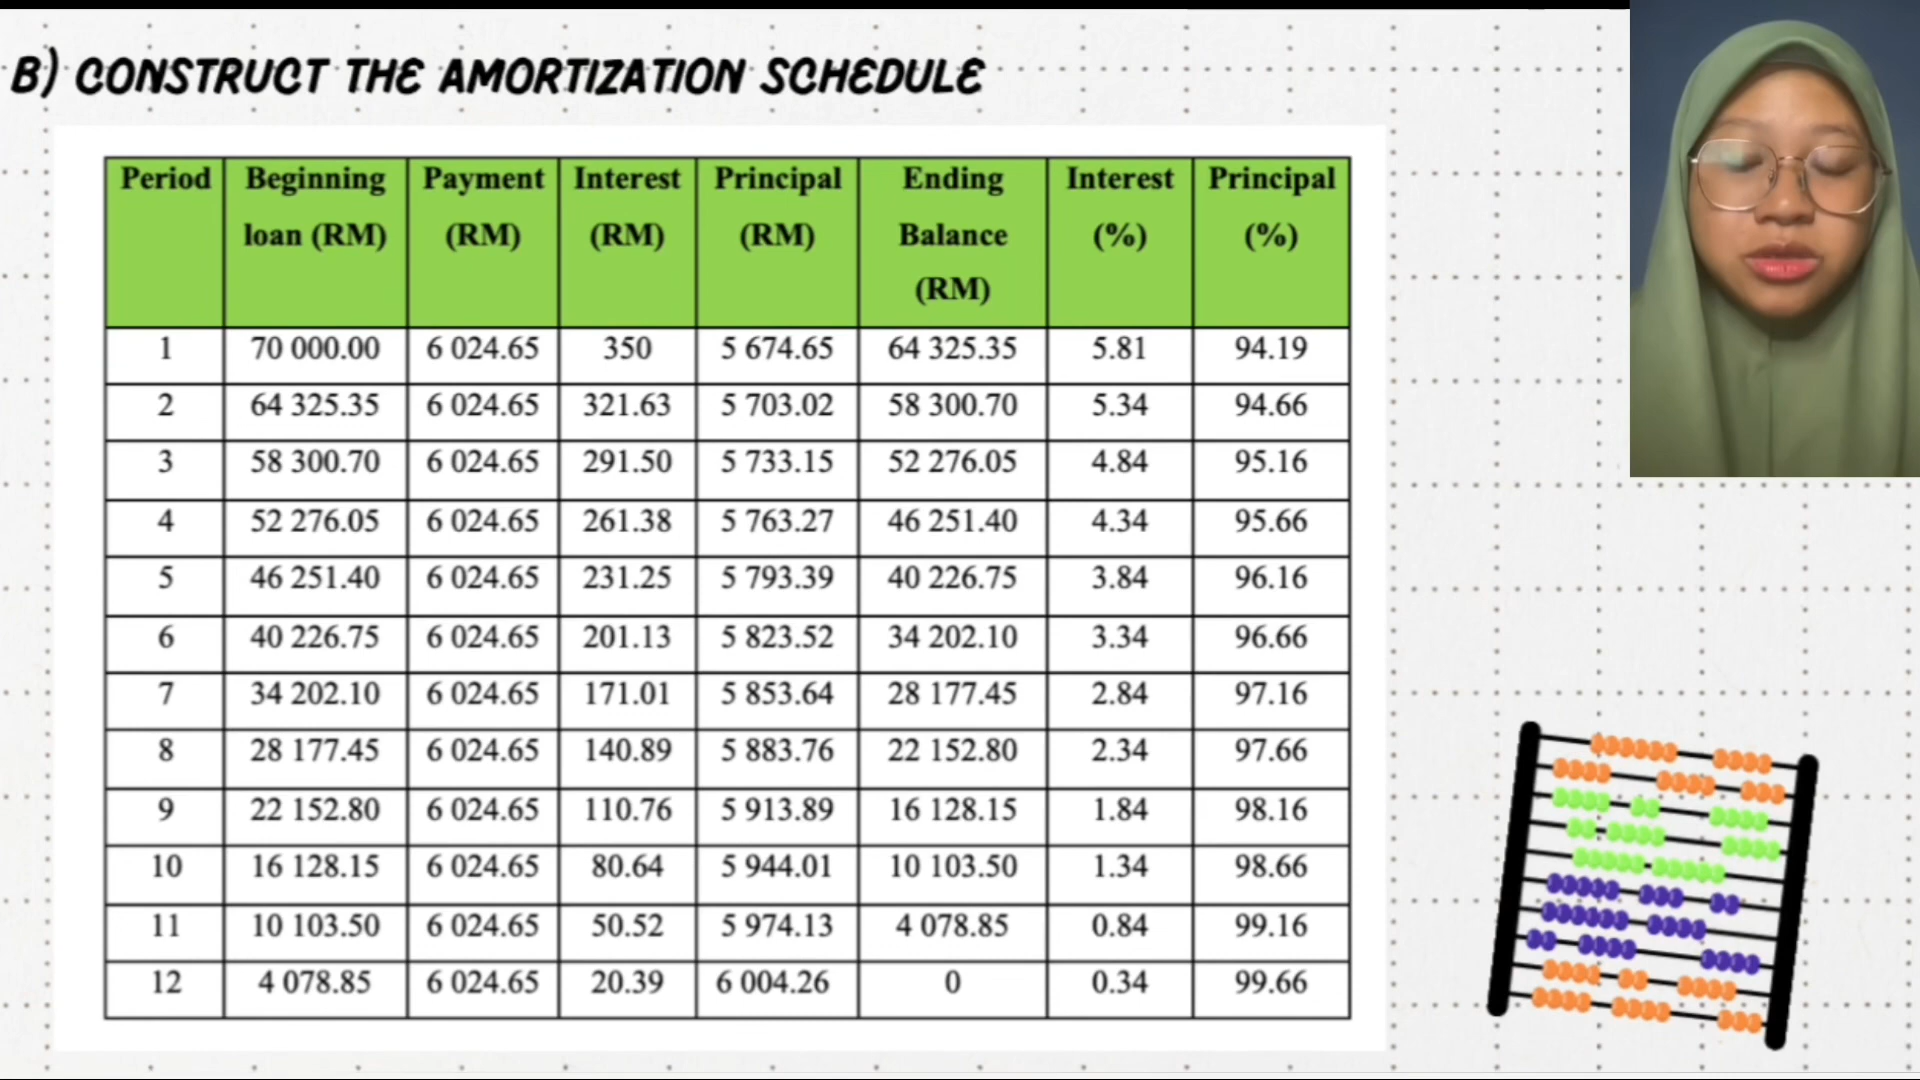 B) CONSTRUCT THE AMORTIZATION SCHEDULE
Period Beginning loan (RM) Payment (RM) Interest (RM) Principal (RM) Ending Balance (RM) Interest (%) Principal (%)
1 70 000.00 6 024.65 350 5 674.65 64 325.35 5.81 94.19
2 64 325.35 6 024.65 321.63 5 703.02 58 300.70 5.34 94.66
3 58 300.70 6 024.65 291.50 5 733.15 52 276.05 4.84 95.16
4 52 276.05 6 024.65 261.38 5 763.27 46 251.40 4.34 95.66
5 46 251.40 6 024.65 231.25 5 793.39 40 226.75 3.84 96.16
6 40 226.75 6 024.65 201.13 5 823.52 34 202.10 3.34 96.66
7 34 202.10 6 024.65 171.01 5 853.64 28 177.45 2.84 97.16
8 28 177.45 6 024.65 140.89 5 883.76 22 152.80 2.34 97.66
9 22 152.80 6 024.65 110.76 5 913.89 16 128.15 1.84 98.16
10 16 128.15 6 024.65 80.64 5 944.01 10 103.50 1.34 98.66
11 10 103.50 6 024.65 50.52 5 974.13 4 078.85 0.84 99.16
12 4 078.85 6 024.65 20.39 6 004.26 0 0.34 99.66